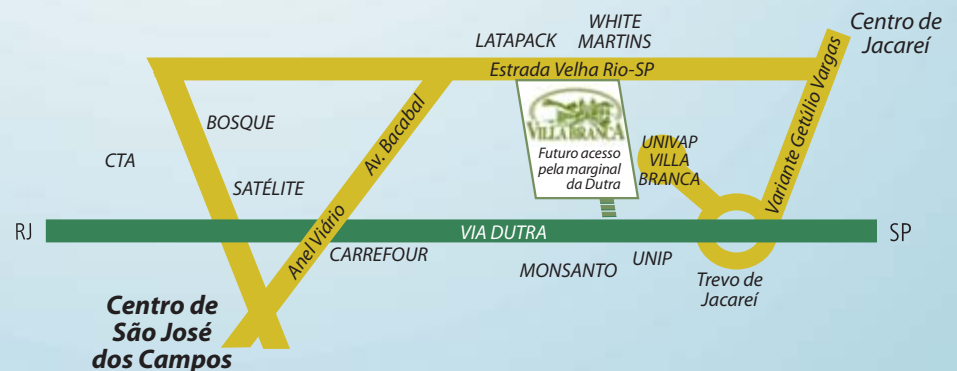 WHITE
MARTINS
LATAPACK
Centro de
Jacareí
Estrada Velha Rio-SP
Variante Getúlio Vargas
Av. Bacabal
BOSQUE
VILLA BRANCA
Futuro acesso
pela marginal
da Dutra
UNIVAP
VILLA
BRANCA
CTA
SATÉLITE
RJ
VIA DUTRA
SP
Anel Viário
CARREFOUR
MONSANTO
UNIP
Trevo de
Jacareí
Centro de
São José
dos Campos